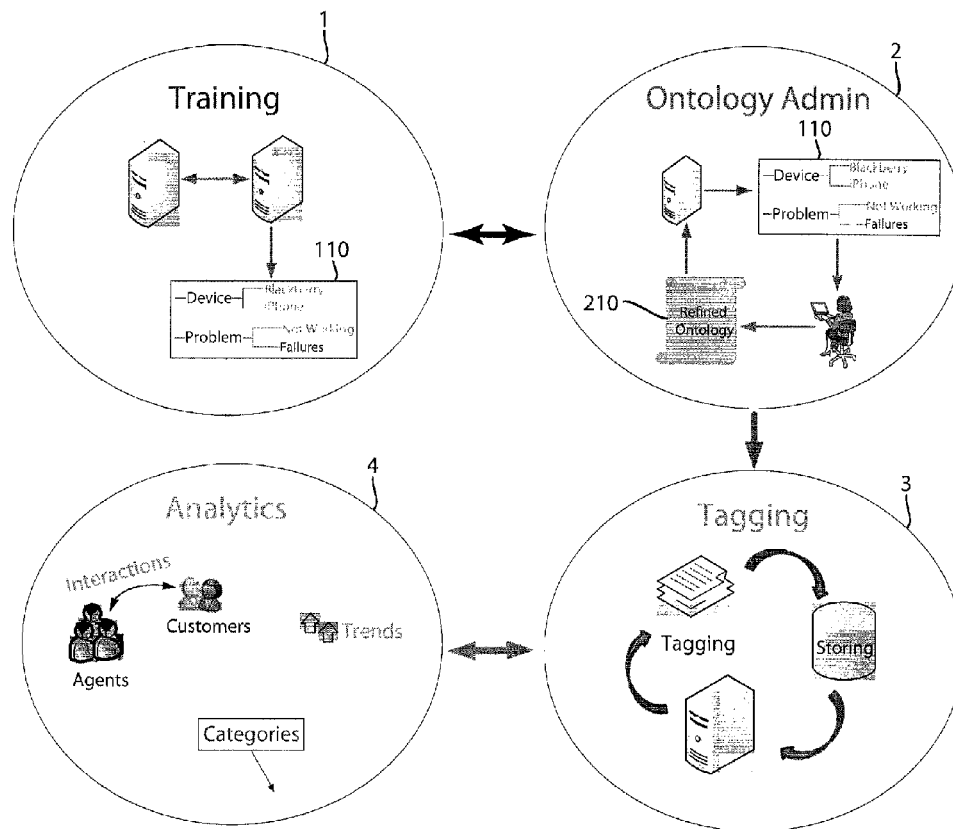 1
Training
110
Device
Blackberry
iPhone
Problem
Not Working
Failures
2
Ontology Admin
110
Device
Blackberry
iPhone
Problem
Not Working
Failures
210
Refined
Ontology
4
Analytics
Interactions
Customers
Agents
Trends
Categories
3
Tagging
Tagging
Storing